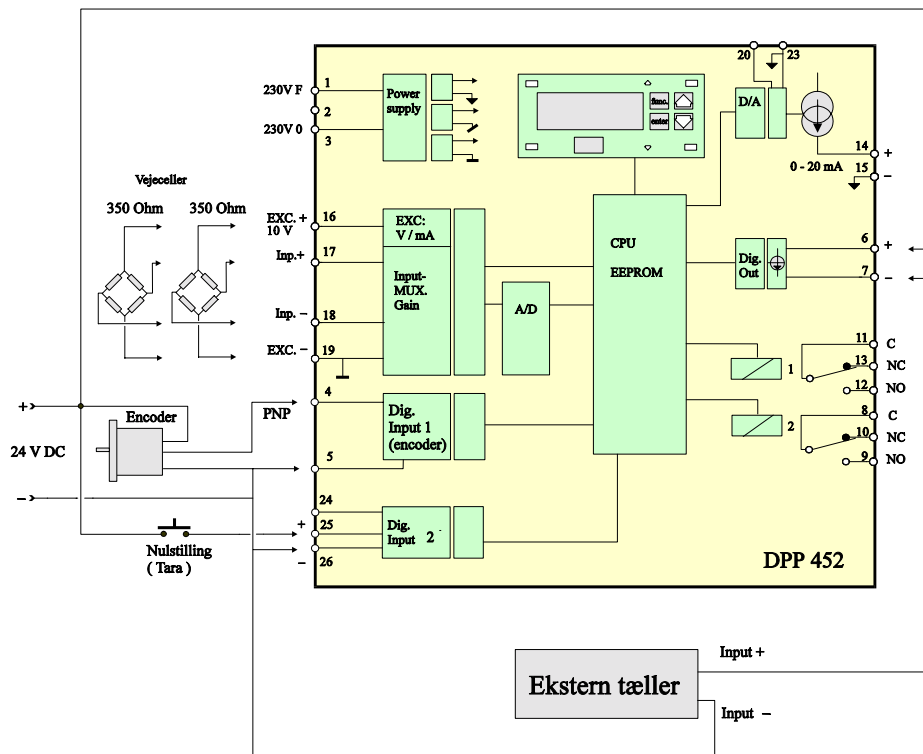 20
23
230V F
1
2
230V 0
3
Power
supply
func.
enter
D/A
14
+
0 - 20 mA
15
−
Vejeceller
350 Ohm
350 Ohm
EXC. +
10 V
16
EXC:
V / mA
Inp.+
17
Input-
MUX.
Gain
Inp. −
18
EXC. −
19
A/D
CPU
EEPROM
Dig.
Out
6
+
7
−
11
C
1
13
NC
12
NO
8
C
2
10
NC
9
NO
+
24 V DC
−
Encoder
PNP
4
5
Dig.
Input 1
(encoder)
24
+
25
−
26
Dig.
Input 2
Nulstilling
( Tara )
DPP 452
Ekstern tæller
Input +
Input −